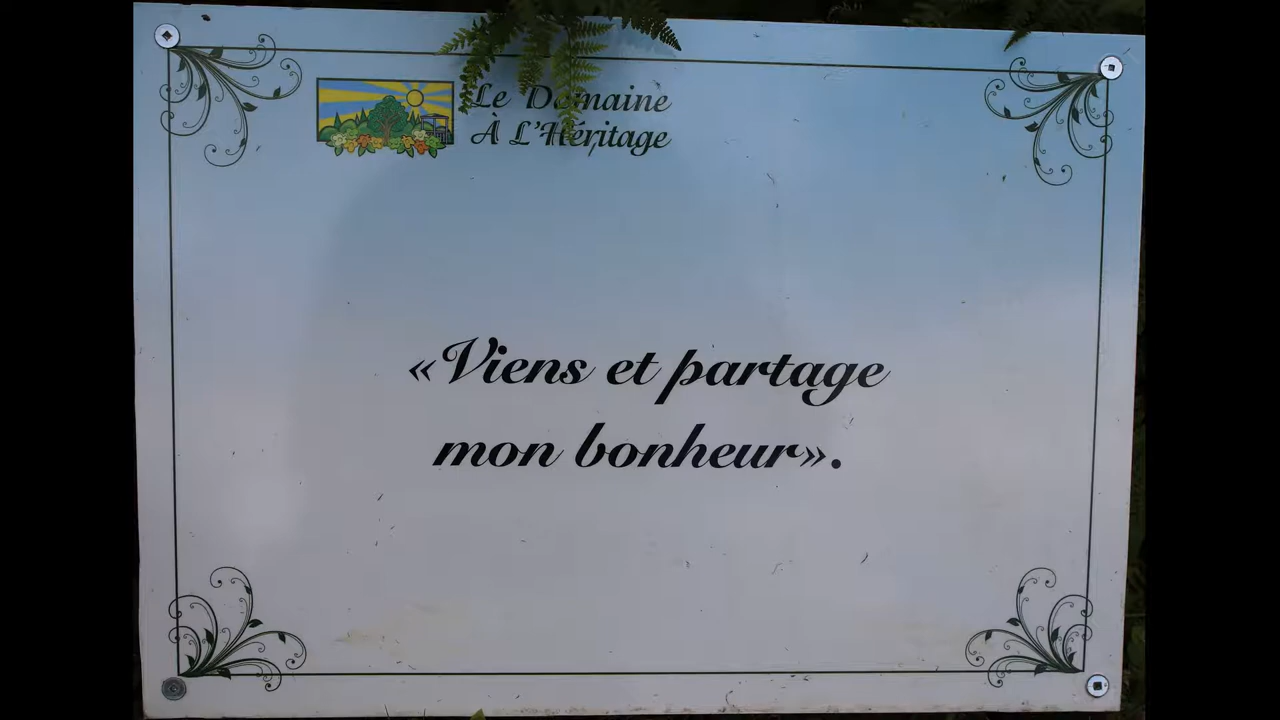 Le Domaine
À L'Héritage
«Viens et partage
mon bonheur».